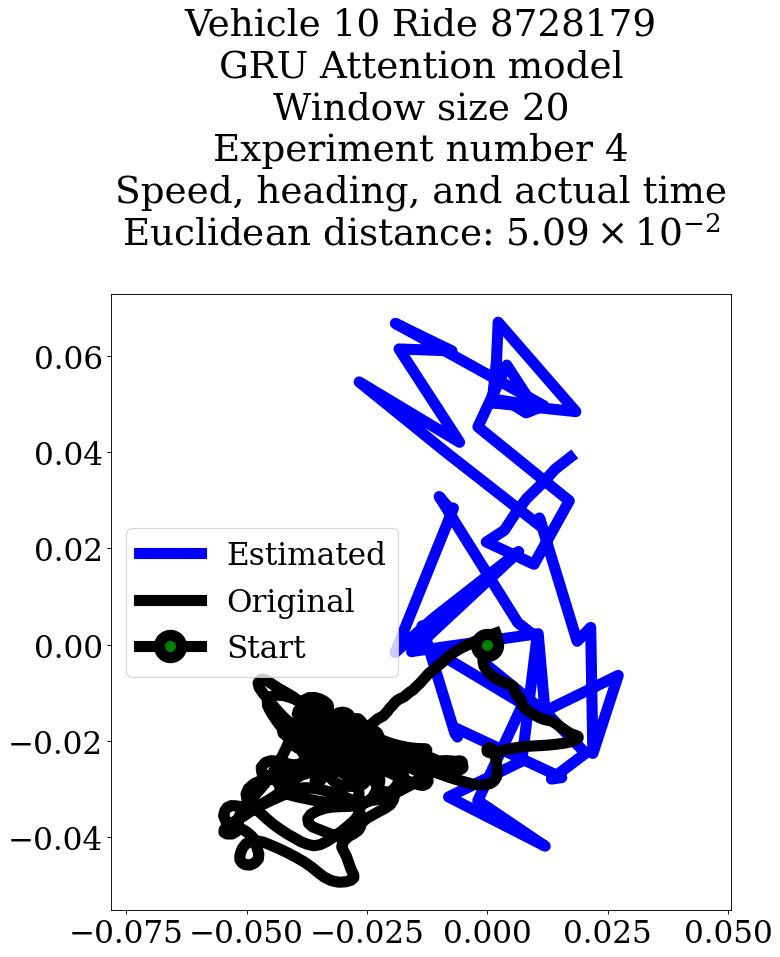 Vehicle 10 Ride 8728179
GRU Attention model
Window size 20
Experiment number 4
Speed, heading, and actual time
Euclidean distance: 5.09 × 10⁻²
0.06
0.04
0.02
0.00
−0.02
−0.04
Estimated
Original
Start
−0.075 −0.050 −0.025 0.000 0.025 0.050